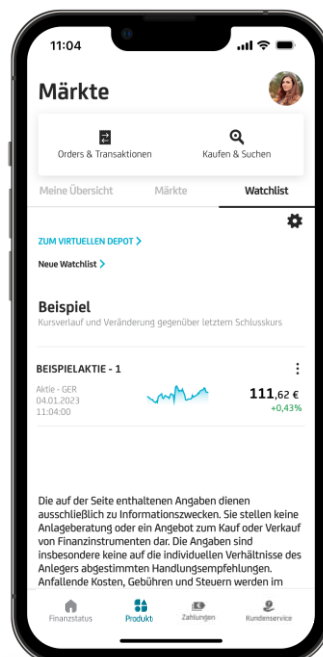 11:04
Märkte
Orders & Transaktionen
Kaufen & Suchen
Meine Übersicht
Märkte
Watchlist
ZUM VIRTUELLEN DEPOT >
Neue Watchlist >
Beispiel
Kursverlauf und Veränderung gegenüber letztem Schlusskurs
BEISPIELAKTIE - 1
Aktie - GER
04.01.2023
11:04:00
111,62 €
+0,43%
Die auf der Seite enthaltenen Angaben dienen
ausschließlich zu Informationszwecken. Sie stellen keine
Anlageberatung oder ein Angebot zum Kauf oder Verkauf
von Finanzinstrumenten dar. Die Angaben sind
insbesondere keine auf die individuellen Verhältnisse des
Anlegers abgestimmten Handlungsempfehlungen.
Anfallende Kosten, Gebühren und Steuern werden im
Finanzstatus
Produkte
Zahlungen
Kundenservice